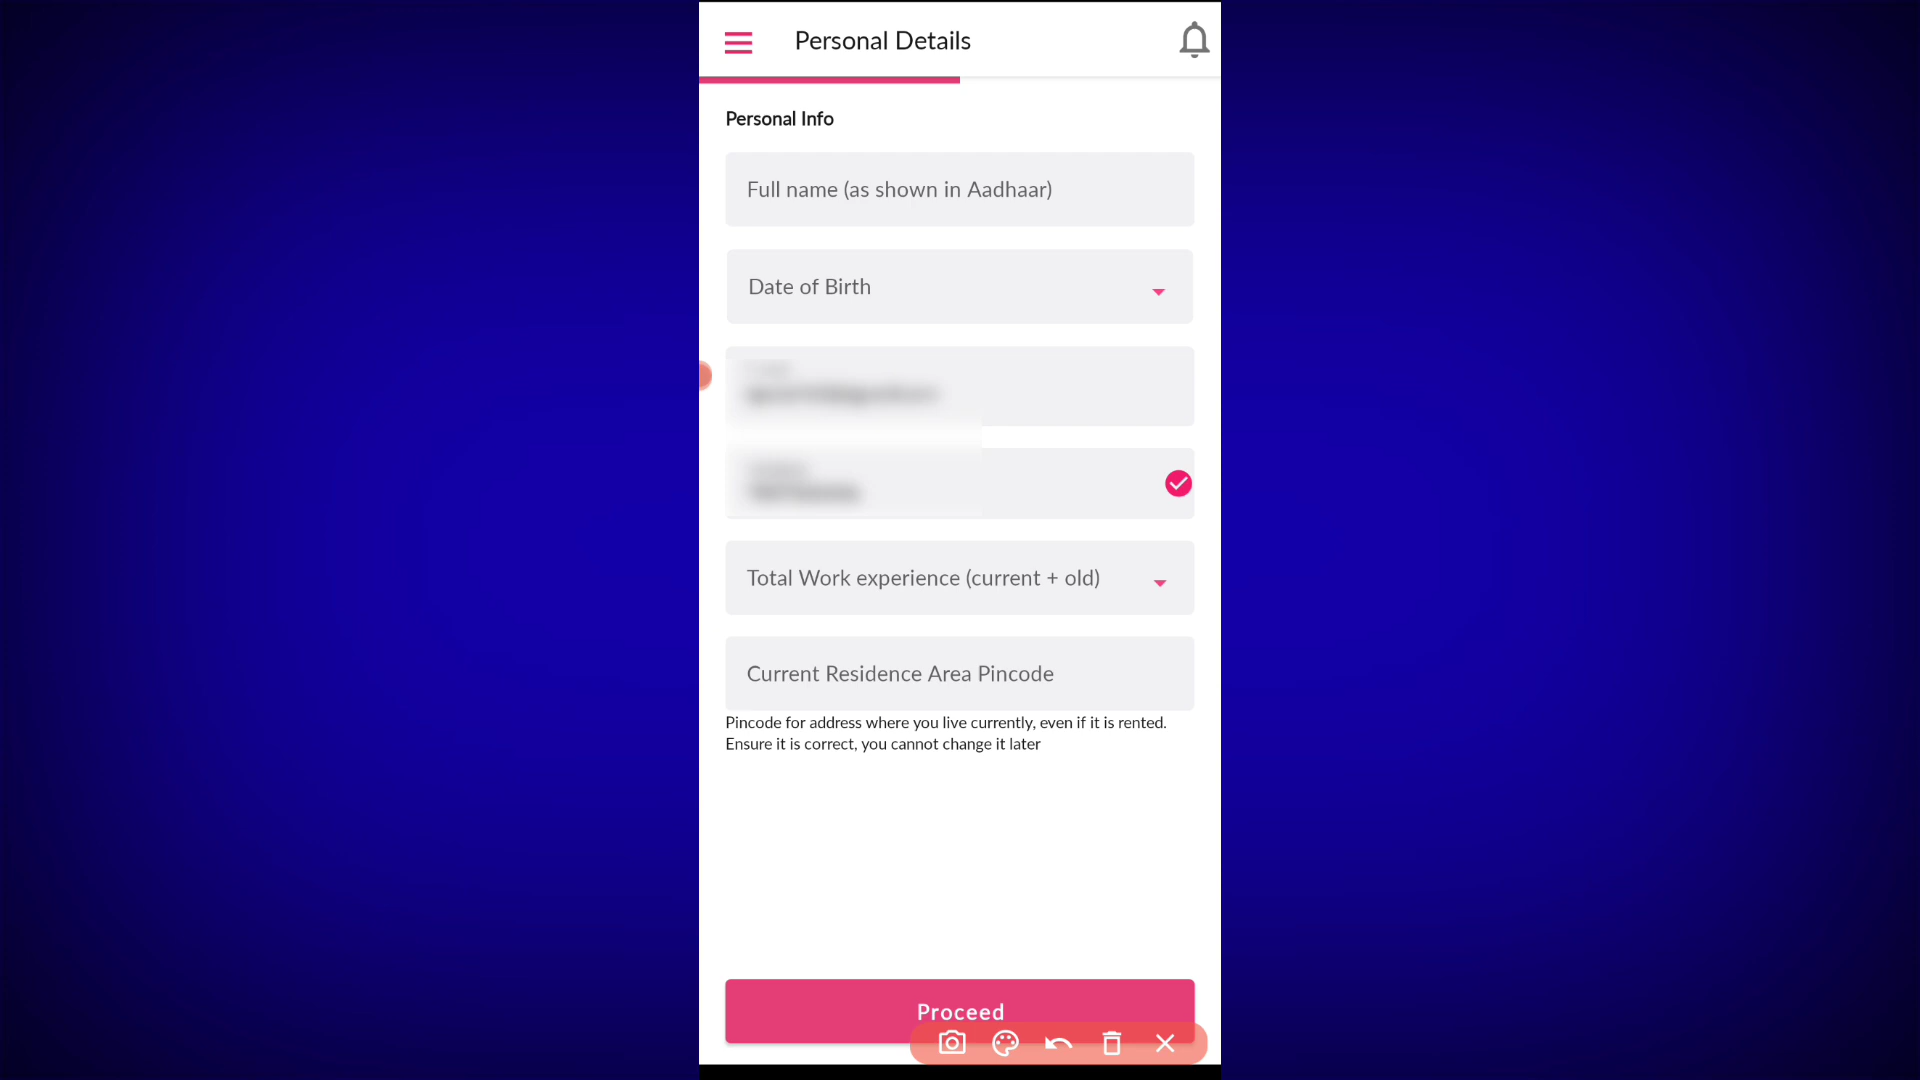 Personal Details
Personal Info
Full name (as shown in Aadhaar)
Date of Birth
Total Work experience (current + old)
Current Residence Area Pincode
Pincode for address where you live currently, even if it is rented.
Ensure it is correct, you cannot change it later
Proceed